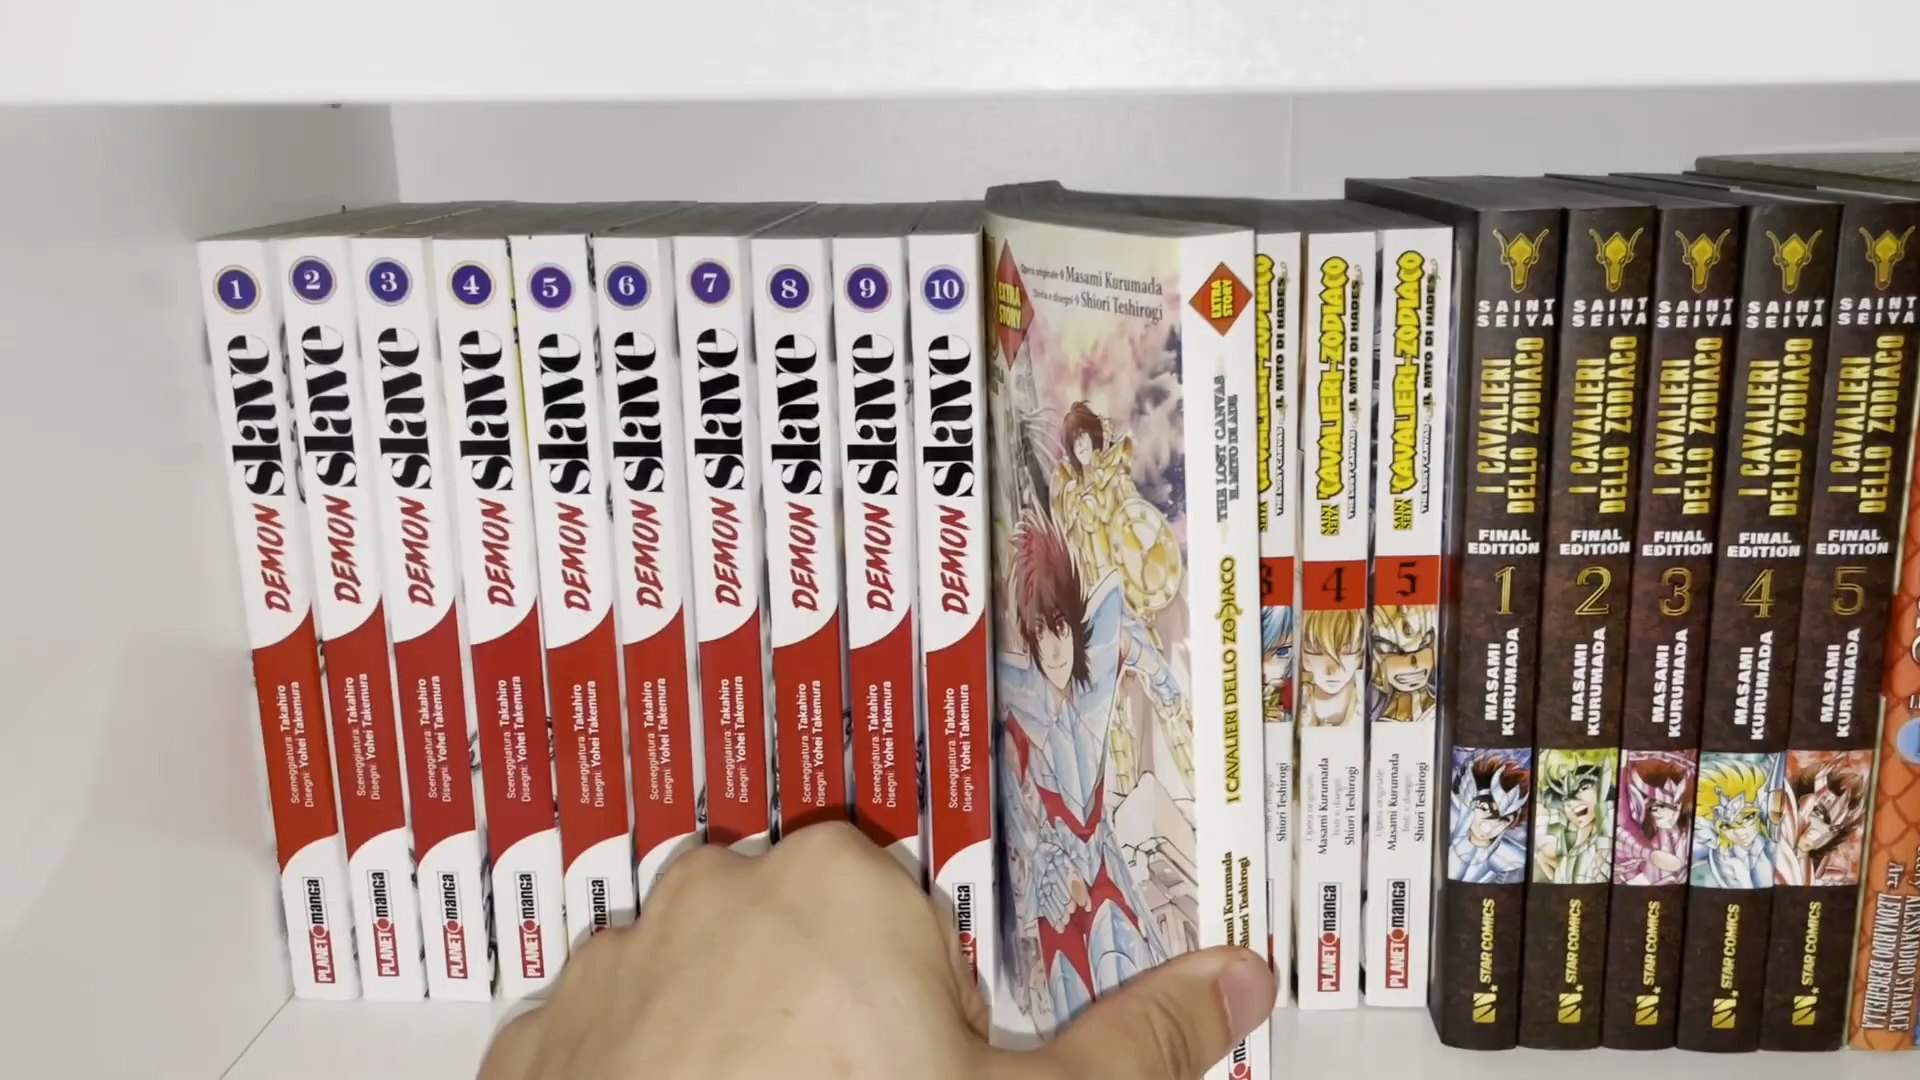 1
slave
DEMON
Sceneggiatura: Takahiro
Disegni: Yohei Takemura
PLANET manga
2
slave
DEMON
Sceneggiatura: Takahiro
Disegni: Yohei Takemura
PLANET manga
3
slave
DEMON
Sceneggiatura: Takahiro
Disegni: Yohei Takemura
PLANET manga
4
slave
DEMON
Sceneggiatura: Takahiro
Disegni: Yohei Takemura
PLANET manga
5
slave
DEMON
Sceneggiatura: Takahiro
Disegni: Yohei Takemura
manga
6
slave
DEMON
Sceneggiatura: Takahiro
Disegni: Yohei Takemura
7
slave
DEMON
Sceneggiatura: Takahiro
Disegni: Yohei Takemura
8
slave
DEMON
Sceneggiatura: Takahiro
Disegni: Yohei Takemura
9
slave
DEMON
Sceneggiatura: Takahiro
Disegni: Yohei Takemura
10
slave
DEMON
Sceneggiatura: Takahiro
Disegni: Yohei Takemura
manga
EXTRA
STORY
Opera originale Masami Kurumada
Storia e disegni Shiori Teshirogi
EXTRA
STORY
THE LOST CANVAS
IL MITO DI ADE
I CAVALIERI DELLO ZODIACO
Kurumada
Shiori Teshirogi
IL MITO DI HADES
3
Shiori Teshirogi
SAINT
SEIYA
CAVALIERI ZODIACO
THE LOST CANVAS IL MITO DI HADES
4
Opera originale
Masami Kurumada
Testi e disegni
Shiori Teshirogi
PLANET manga
SAINT
SEIYA
CAVALIERI ZODIACO
THE LOST CANVAS IL MITO DI HADES
5
Opera originale
Masami Kurumada
Testi e disegni
Shiori Teshirogi
PLANET manga
SAINT
SEIYA
I CAVALIERI
DELLO ZODIACO
FINAL
EDITION
1
MASAMI
KURUMADA
STAR COMICS
SAINT
SEIYA
I CAVALIERI
DELLO ZODIACO
FINAL
EDITION
2
MASAMI
KURUMADA
STAR COMICS
SAINT
SEIYA
I CAVALIERI
DELLO ZODIACO
FINAL
EDITION
3
MASAMI
KURUMADA
STAR COMICS
SAINT
SEIYA
I CAVALIERI
DELLO ZODIACO
FINAL
EDITION
4
MASAMI
KURUMADA
STAR COMICS
SAINT
SEIYA
I CAVALIERI
DELLO ZODIACO
FINAL
EDITION
5
MASAMI
KURUMADA
STAR COMICS
ALESSANDRO STARACE
Art LEONARDO BERGHELLA